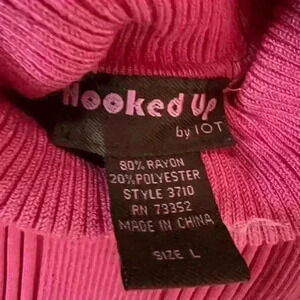 Hooked Up
by IOT
80% RAYON
20% POLYESTER
STYLE 3710
RN 73352
MADE IN CHINA
SIZE L